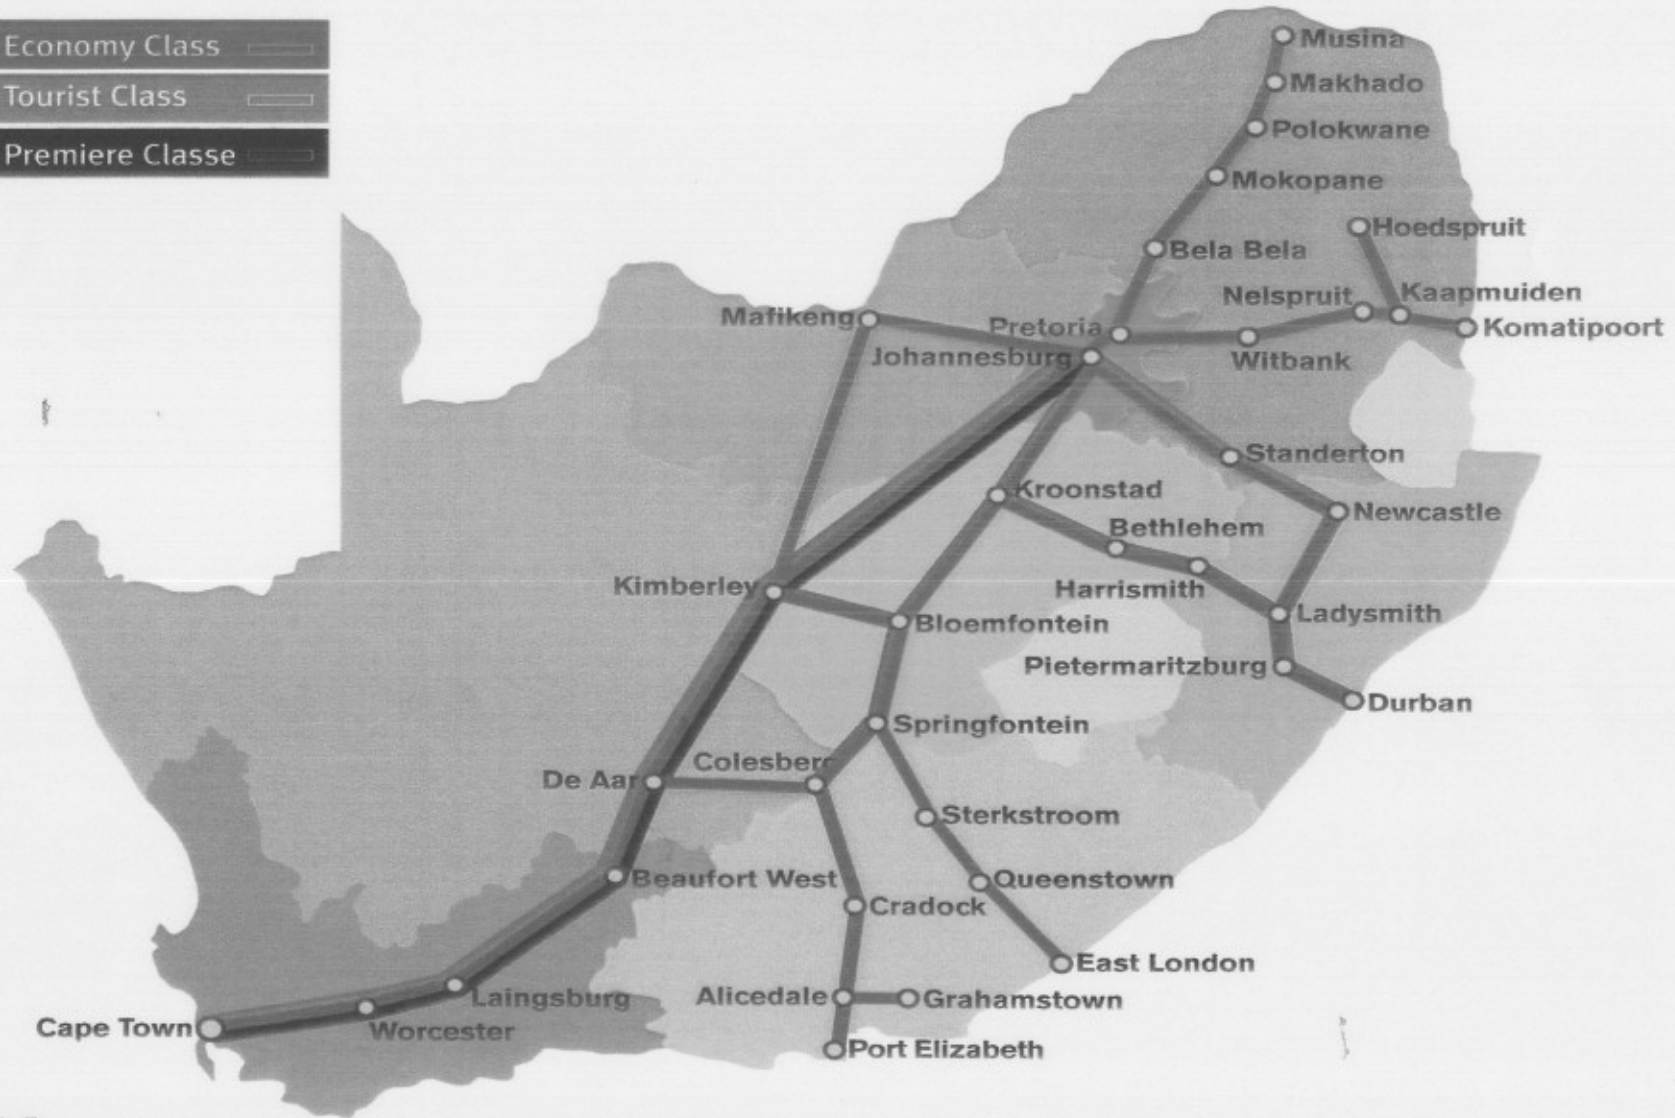 Economy Class
Tourist Class
Premiere Classe
Musina
Makhado
Polokwane
Mokopane
Hoedspruit
Bela Bela
Nelspruit
Kaapmuiden
Mafikeng
Pretoria
Komatipoort
Johannesburg
Witbank
Standerton
Kroonstad
Newcastle
Bethlehem
Kimberley
Harrismith
Ladysmith
Bloemfontein
Pietermaritzburg
Durban
Springfontein
Colesberg
De Aar
Sterkstroom
Beaufort West
Queenstown
Cradock
East London
Laingsburg
Alicedale
Grahamstown
Cape Town
Worcester
Port Elizabeth